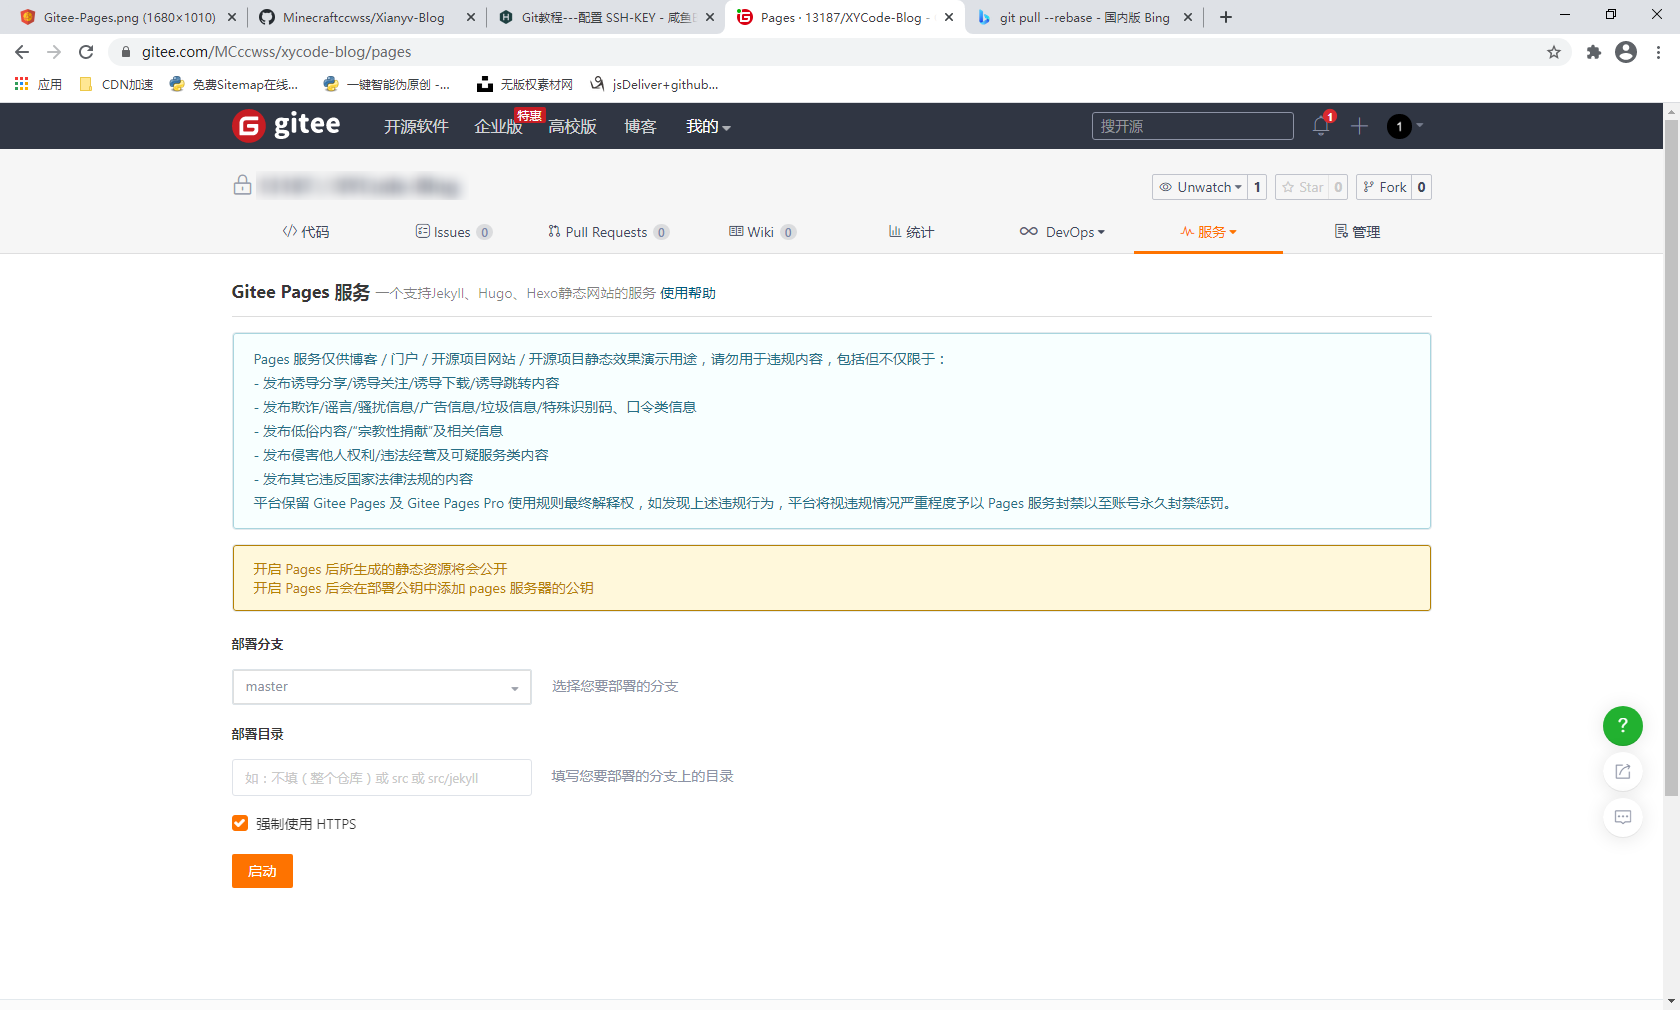 Gitee-Pages.png (1680×1010)
Minecraftccwss/Xianyv-Blog
Git教程---配置 SSH-KEY - 咸鱼
Pages · 13187/XYCode-Blog -
git pull --rebase - 国内版 Bing
gitee.com/MCccwss/xycode-blog/pages
应用
CDN加速
免费Sitemap在线...
一键智能伪原创 -...
无版权素材网
jsDeliver+github...
gitee
开源软件
企业版
特惠
高校版
博客
我的
搜开源
1
1
Unwatch 1
Star 0
Fork 0
代码
Issues 0
Pull Requests 0
Wiki 0
统计
DevOps
服务
管理
Gitee Pages 服务 一个支持Jekyll、Hugo、Hexo静态网站的服务 使用帮助
Pages 服务仅供博客 / 门户 / 开源项目网站 / 开源项目静态效果演示用途，请勿用于违规内容，包括但不仅限于：
- 发布诱导分享/诱导关注/诱导下载/诱导跳转内容
- 发布欺诈/谣言/骚扰信息/广告信息/垃圾信息/特殊识别码、口令类信息
- 发布低俗内容/“宗教性捐献”及相关信息
- 发布侵害他人权利/违法经营及可疑服务类内容
- 发布其它违反国家法律法规的内容
平台保留 Gitee Pages 及 Gitee Pages Pro 使用规则最终解释权，如发现上述违规行为，平台将视违规情况严重程度予以 Pages 服务封禁以至账号永久封禁惩罚。
开启 Pages 后所生成的静态资源将会公开
开启 Pages 后会在部署公钥中添加 pages 服务器的公钥
部署分支
master
选择您要部署的分支
部署目录
如：不填（整个仓库）或 src 或 src/jekyll
填写您要部署的分支上的目录
强制使用 HTTPS
启动
?